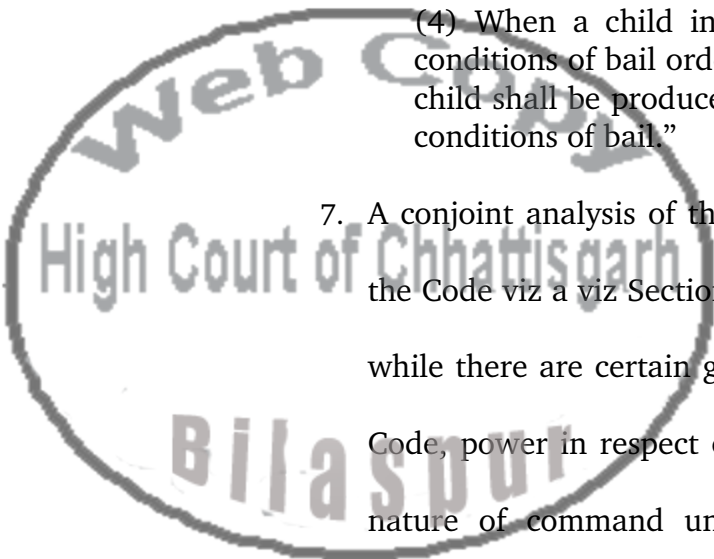 (4) When a child in
conditions of bail ord
child shall be produce
conditions of bail.”
7. A conjoint analysis of th
the Code viz a viz Section
while there are certain g
Code, power in respect
nature of command un
Web Copy
High Court of Chhattisgarh
Bilaspur